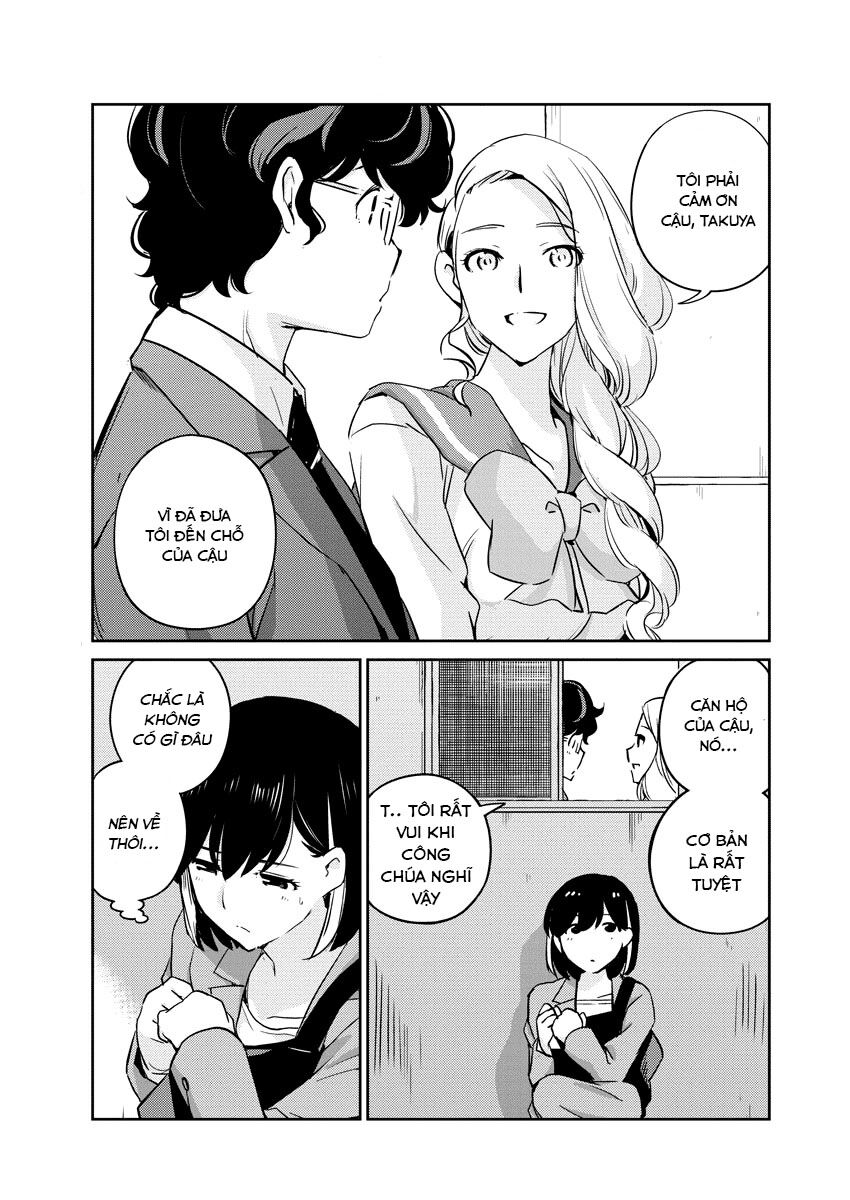 TÔI PHẢI
CẢM ƠN
CẬU, TAKUYA
VÌ ĐÃ ĐƯA
TÔI ĐẾN CHỖ
CỦA CẬU
CĂN HỘ
CỦA CẬU,
NÓ...
CƠ BẢN
LÀ RẤT
TUYỆT
T.. TÔI RẤT
VUI KHI
CÔNG
CHÚA NGHĨ
VẬY
CHẮC LÀ
KHÔNG
CÓ GÌ ĐÂU
NÊN VỀ
THÔI...